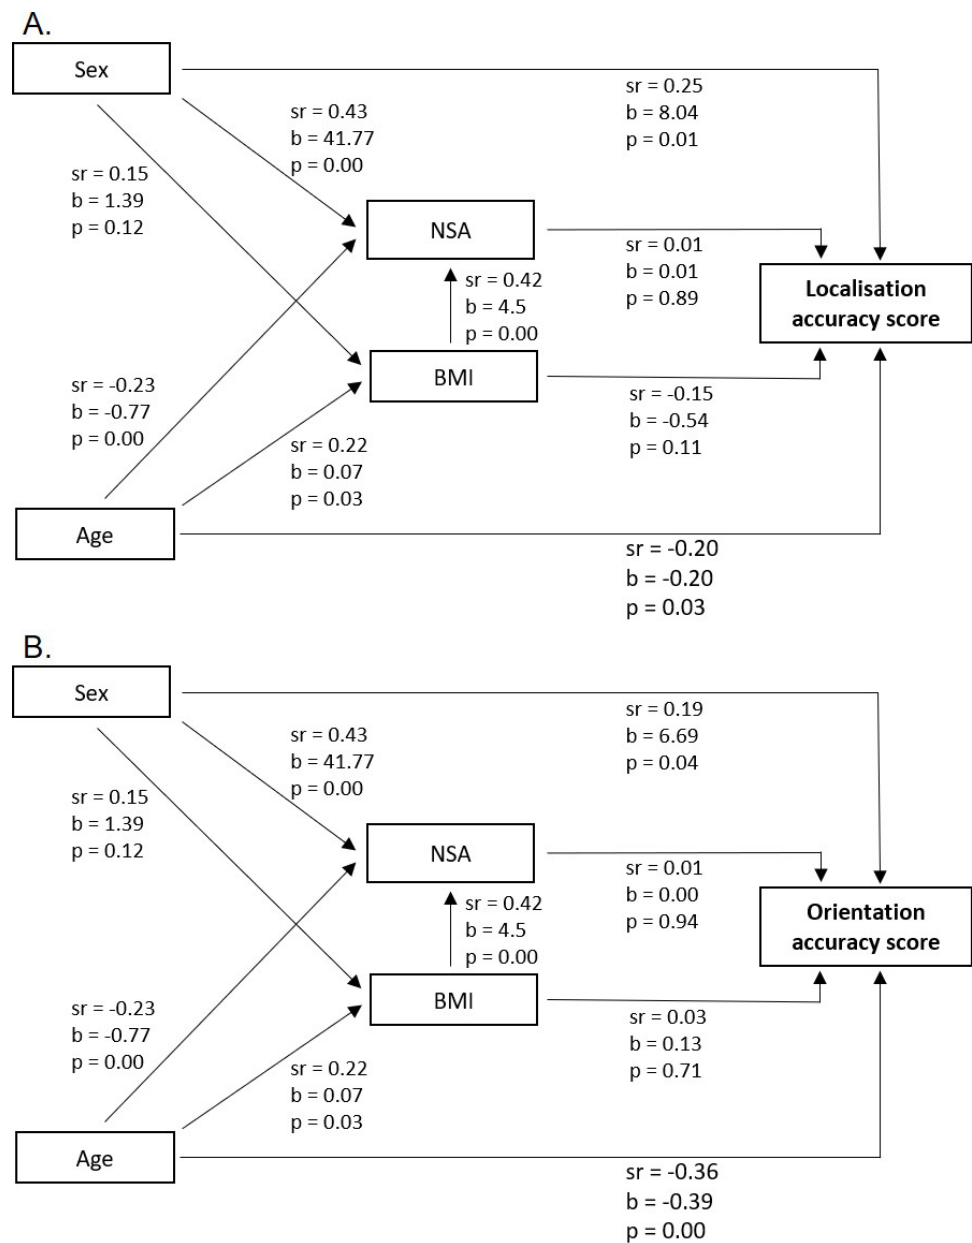 A.
Sex
sr = 0.25
b = 8.04
p = 0.01
sr = 0.43
b = 41.77
p = 0.00
sr = 0.15
b = 1.39
p = 0.12
NSA
sr = 0.01
b = 0.01
p = 0.89
sr = 0.42
b = 4.5
p = 0.00
Localisation
accuracy score
BMI
sr = -0.15
b = -0.54
p = 0.11
sr = -0.23
b = -0.77
p = 0.00
sr = 0.22
b = 0.07
p = 0.03
Age
sr = -0.20
b = -0.20
p = 0.03
B.
Sex
sr = 0.19
b = 6.69
p = 0.04
sr = 0.43
b = 41.77
p = 0.00
sr = 0.15
b = 1.39
p = 0.12
NSA
sr = 0.01
b = 0.00
p = 0.94
sr = 0.42
b = 4.5
p = 0.00
Orientation
accuracy score
BMI
sr = 0.03
b = 0.13
p = 0.71
sr = -0.23
b = -0.77
p = 0.00
sr = 0.22
b = 0.07
p = 0.03
Age
sr = -0.36
b = -0.39
p = 0.00